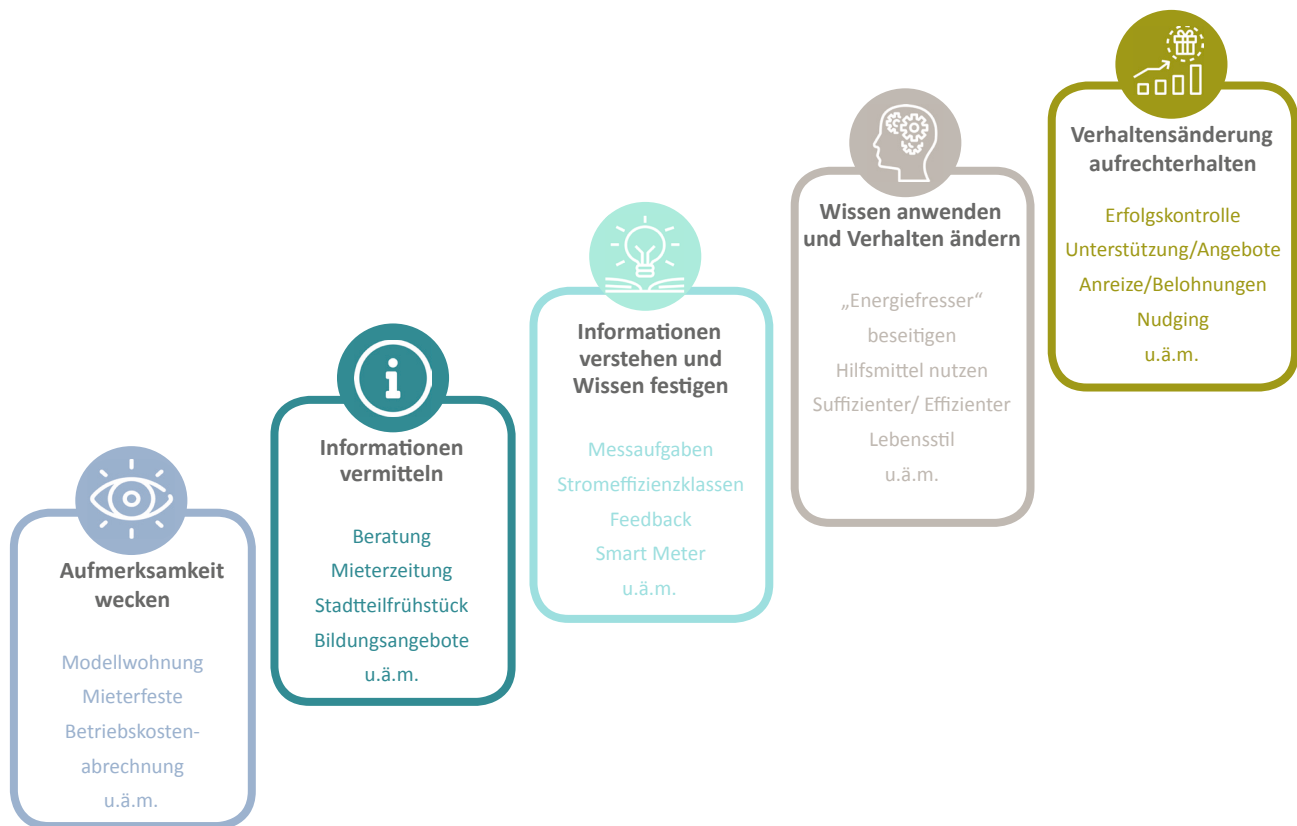 Aufmerksamkeit
wecken
Modellwohnung
Mieterfeste
Betriebskosten-
abrechnung
u.ä.m.
Informationen
vermitteln
Beratung
Mieterzeitung
Stadtteilfrühstück
Bildungsangebote
u.ä.m.
Informationen
verstehen und
Wissen festigen
Messaufgaben
Stromeffizienzklassen
Feedback
Smart Meter
u.ä.m.
Wissen anwenden
und Verhalten ändern
„Energiefresser“
beseitigen
Hilfsmittel nutzen
Suffizienter/ Effizienter
Lebensstil
u.ä.m.
Verhaltensänderung
aufrechterhalten
Erfolgskontrolle
Unterstützung/Angebote
Anreize/Belohnungen
Nudging
u.ä.m.